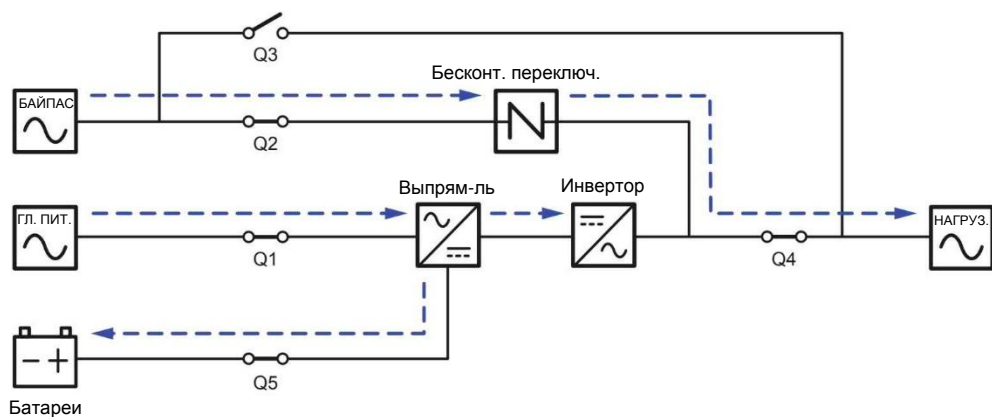 Q3
Бесконт. переключ.
БАЙПАС
Q2
Выпрям-ль
Инвертор
ГЛ. ПИТ.
НАГРУЗ.
Q1
Q4
Q5
Батареи